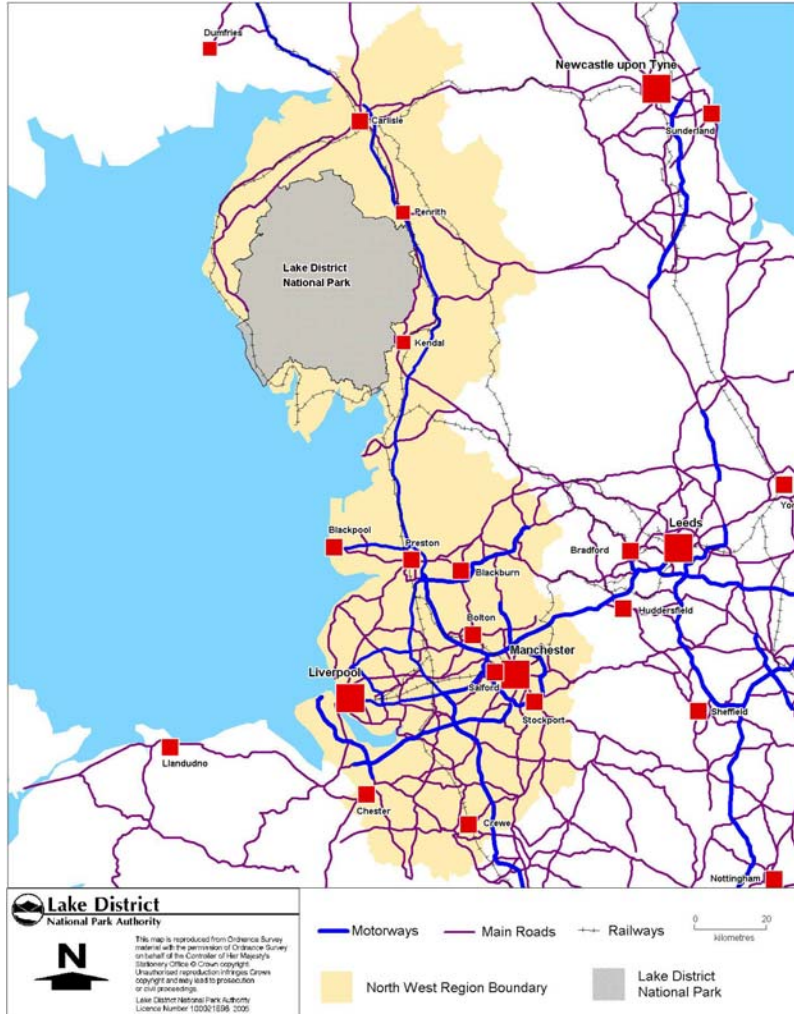 Dumfries
Newcastle upon Tyne
Carlisle
Sunderland
Penrith
Lake District
National Park
Kendal
Blackpool
Preston
Blackburn
Bradford
Leeds
Huddersfield
Bolton
Manchester
Liverpool
Salford
Stockport
Sheffield
Llandudno
Chester
Crewe
Nottingham
Lake District
National Park Authority
N
This map is reproduced from Ordnance Survey
material with the permission of Ordnance Survey
on behalf of the Controller of Her Majesty's
Stationery Office © Crown copyright.
Unauthorised reproduction infringes Crown
copyright and may lead to prosecution
or civil proceedings.
Lake District National Park Authority
Licence Number 100021898 2005
Motorways
Main Roads
Railways
0 20
kilometres
North West Region Boundary
Lake District
National Park